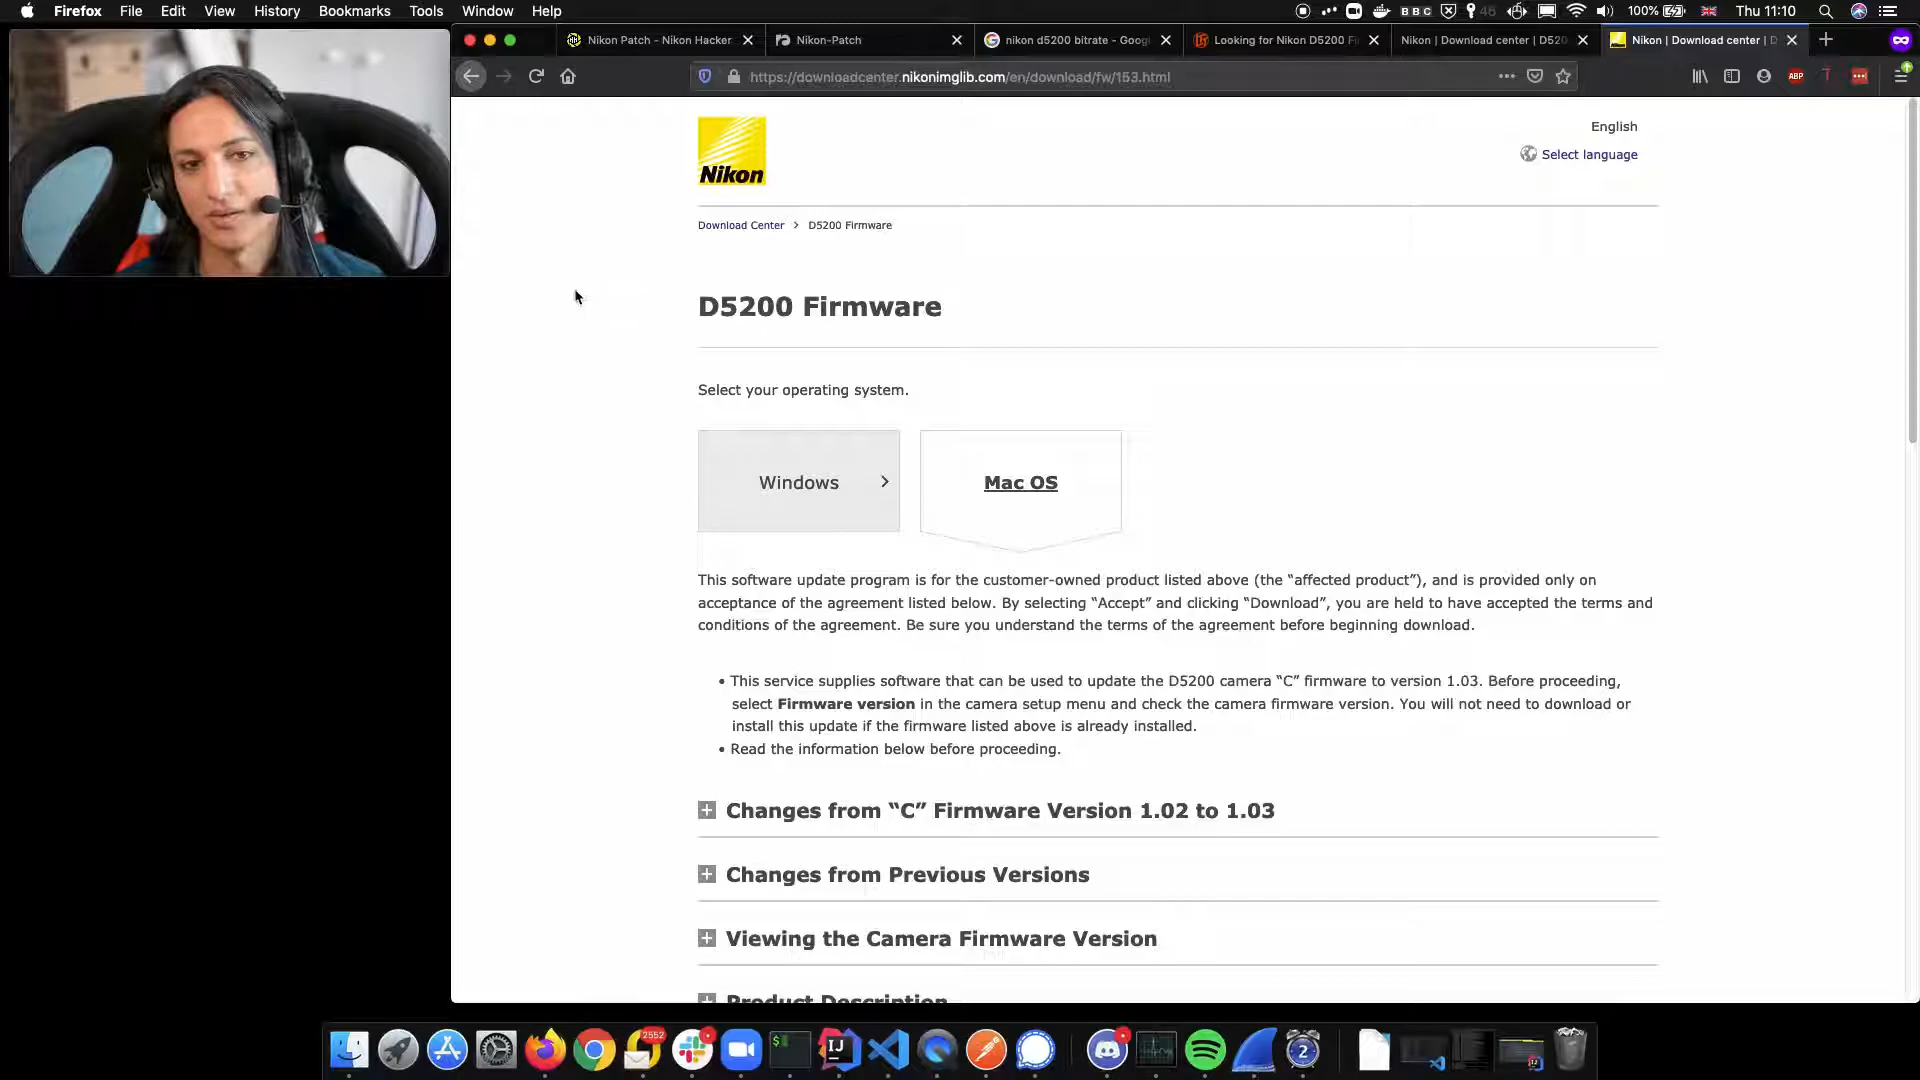 Firefox File Edit View History Bookmarks Tools Window Help
BBC 46 100% Thu 11:10
Nikon Patch - Nikon Hacker
Nikon-Patch
nikon d5200 bitrate - Googl
Looking for Nikon D5200 Fi
Nikon | Download center | D520
Nikon | Download center | D
https://downloadcenter.nikonimglib.com/en/download/fw/153.html
ABP
Nikon
English
Select language
Download Center > D5200 Firmware
D5200 Firmware
Select your operating system.
Windows
Mac OS
This software update program is for the customer-owned product listed above (the “affected product”), and is provided only on
acceptance of the agreement listed below. By selecting “Accept” and clicking “Download”, you are held to have accepted the terms and
conditions of the agreement. Be sure you understand the terms of the agreement before beginning download.
• This service supplies software that can be used to update the D5200 camera “C” firmware to version 1.03. Before proceeding,
select Firmware version in the camera setup menu and check the camera firmware version. You will not need to download or
install this update if the firmware listed above is already installed.
• Read the information below before proceeding.
Changes from “C” Firmware Version 1.02 to 1.03
Changes from Previous Versions
Viewing the Camera Firmware Version
Product Description
2552
$
IJ
2